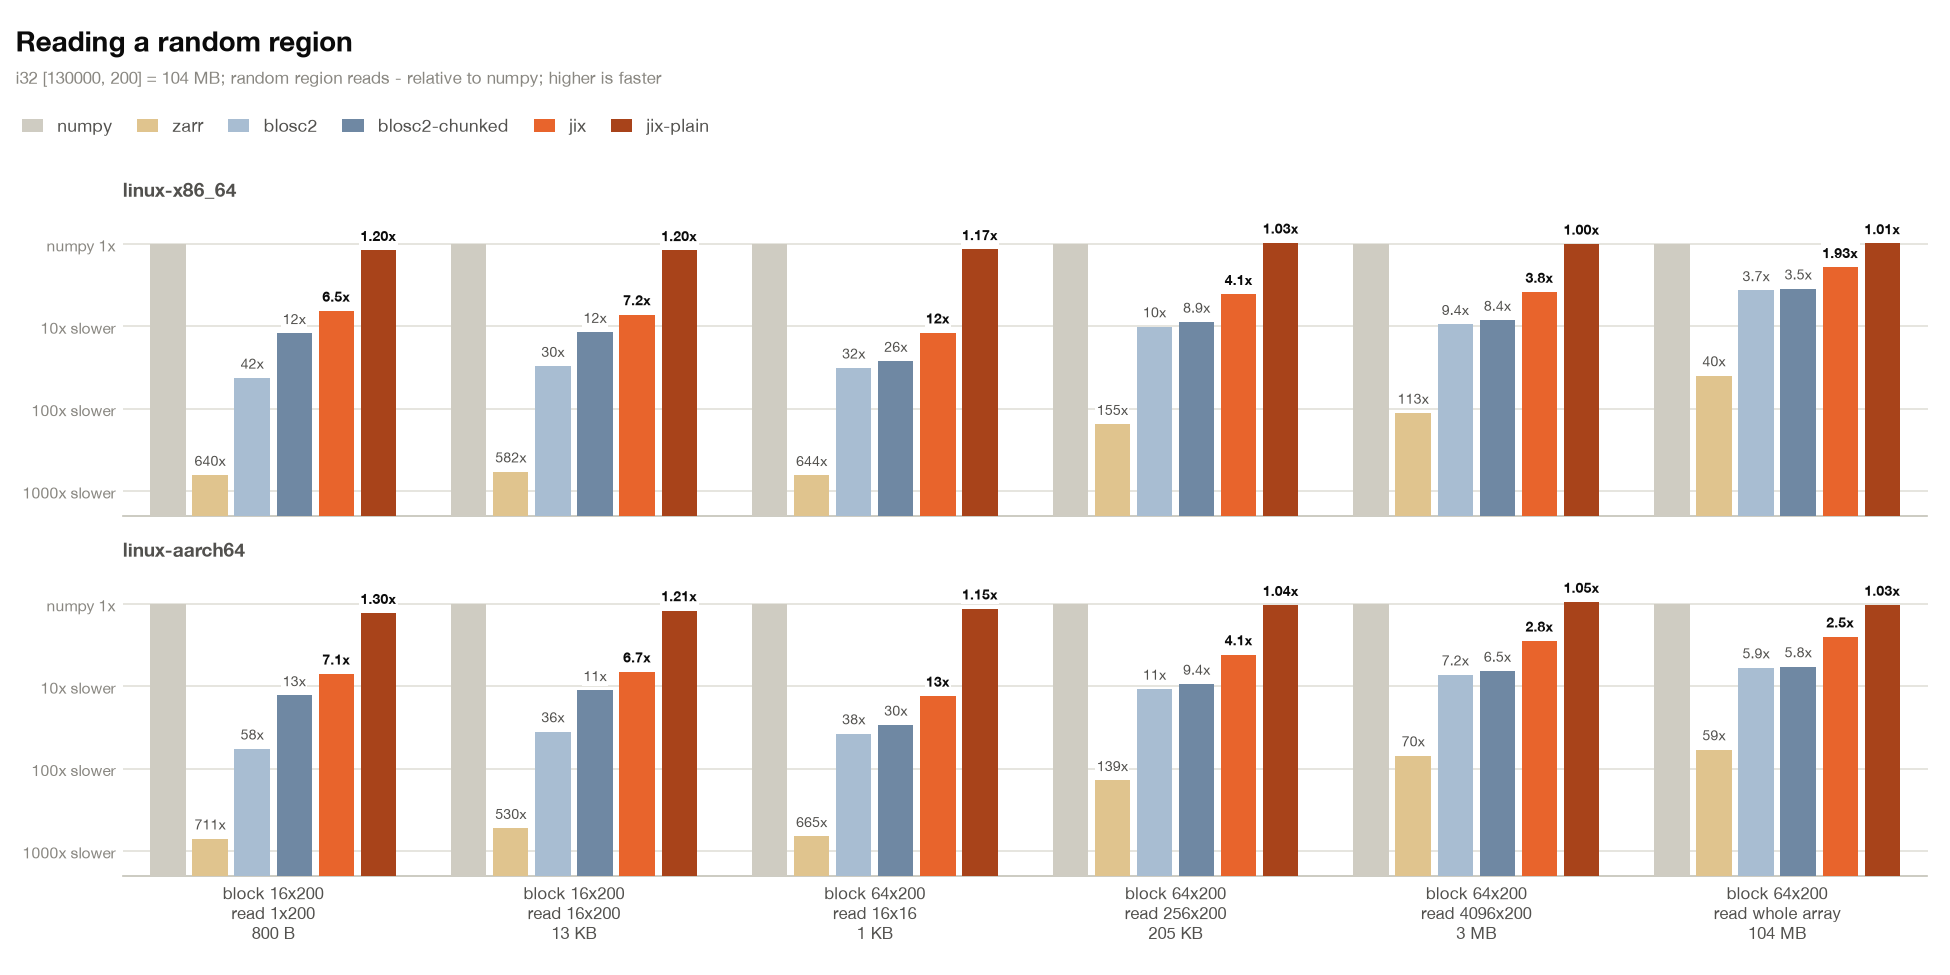 Reading a random region
i32 [130000, 200] = 104 MB; random region reads - relative to numpy; higher is faster
numpy zarr blosc2 blosc2-chunked jix jix-plain
linux-x86_64
numpy 1x
10x slower
100x slower
1000x slower
640x 42x 12x 6.5x 1.20x
582x 30x 12x 7.2x 1.20x
644x 32x 26x 12x 1.17x
155x 10x 8.9x 4.1x 1.03x
113x 9.4x 8.4x 3.8x 1.00x
40x 3.7x 3.5x 1.93x 1.01x
linux-aarch64
numpy 1x
10x slower
100x slower
1000x slower
711x 58x 13x 7.1x 1.30x
530x 36x 11x 6.7x 1.21x
665x 38x 30x 13x 1.15x
139x 11x 9.4x 4.1x 1.04x
70x 7.2x 6.5x 2.8x 1.05x
59x 5.9x 5.8x 2.5x 1.03x
block 16x200
read 1x200
800 B
block 16x200
read 16x200
13 KB
block 64x200
read 16x16
1 KB
block 64x200
read 256x200
205 KB
block 64x200
read 4096x200
3 MB
block 64x200
read whole array
104 MB